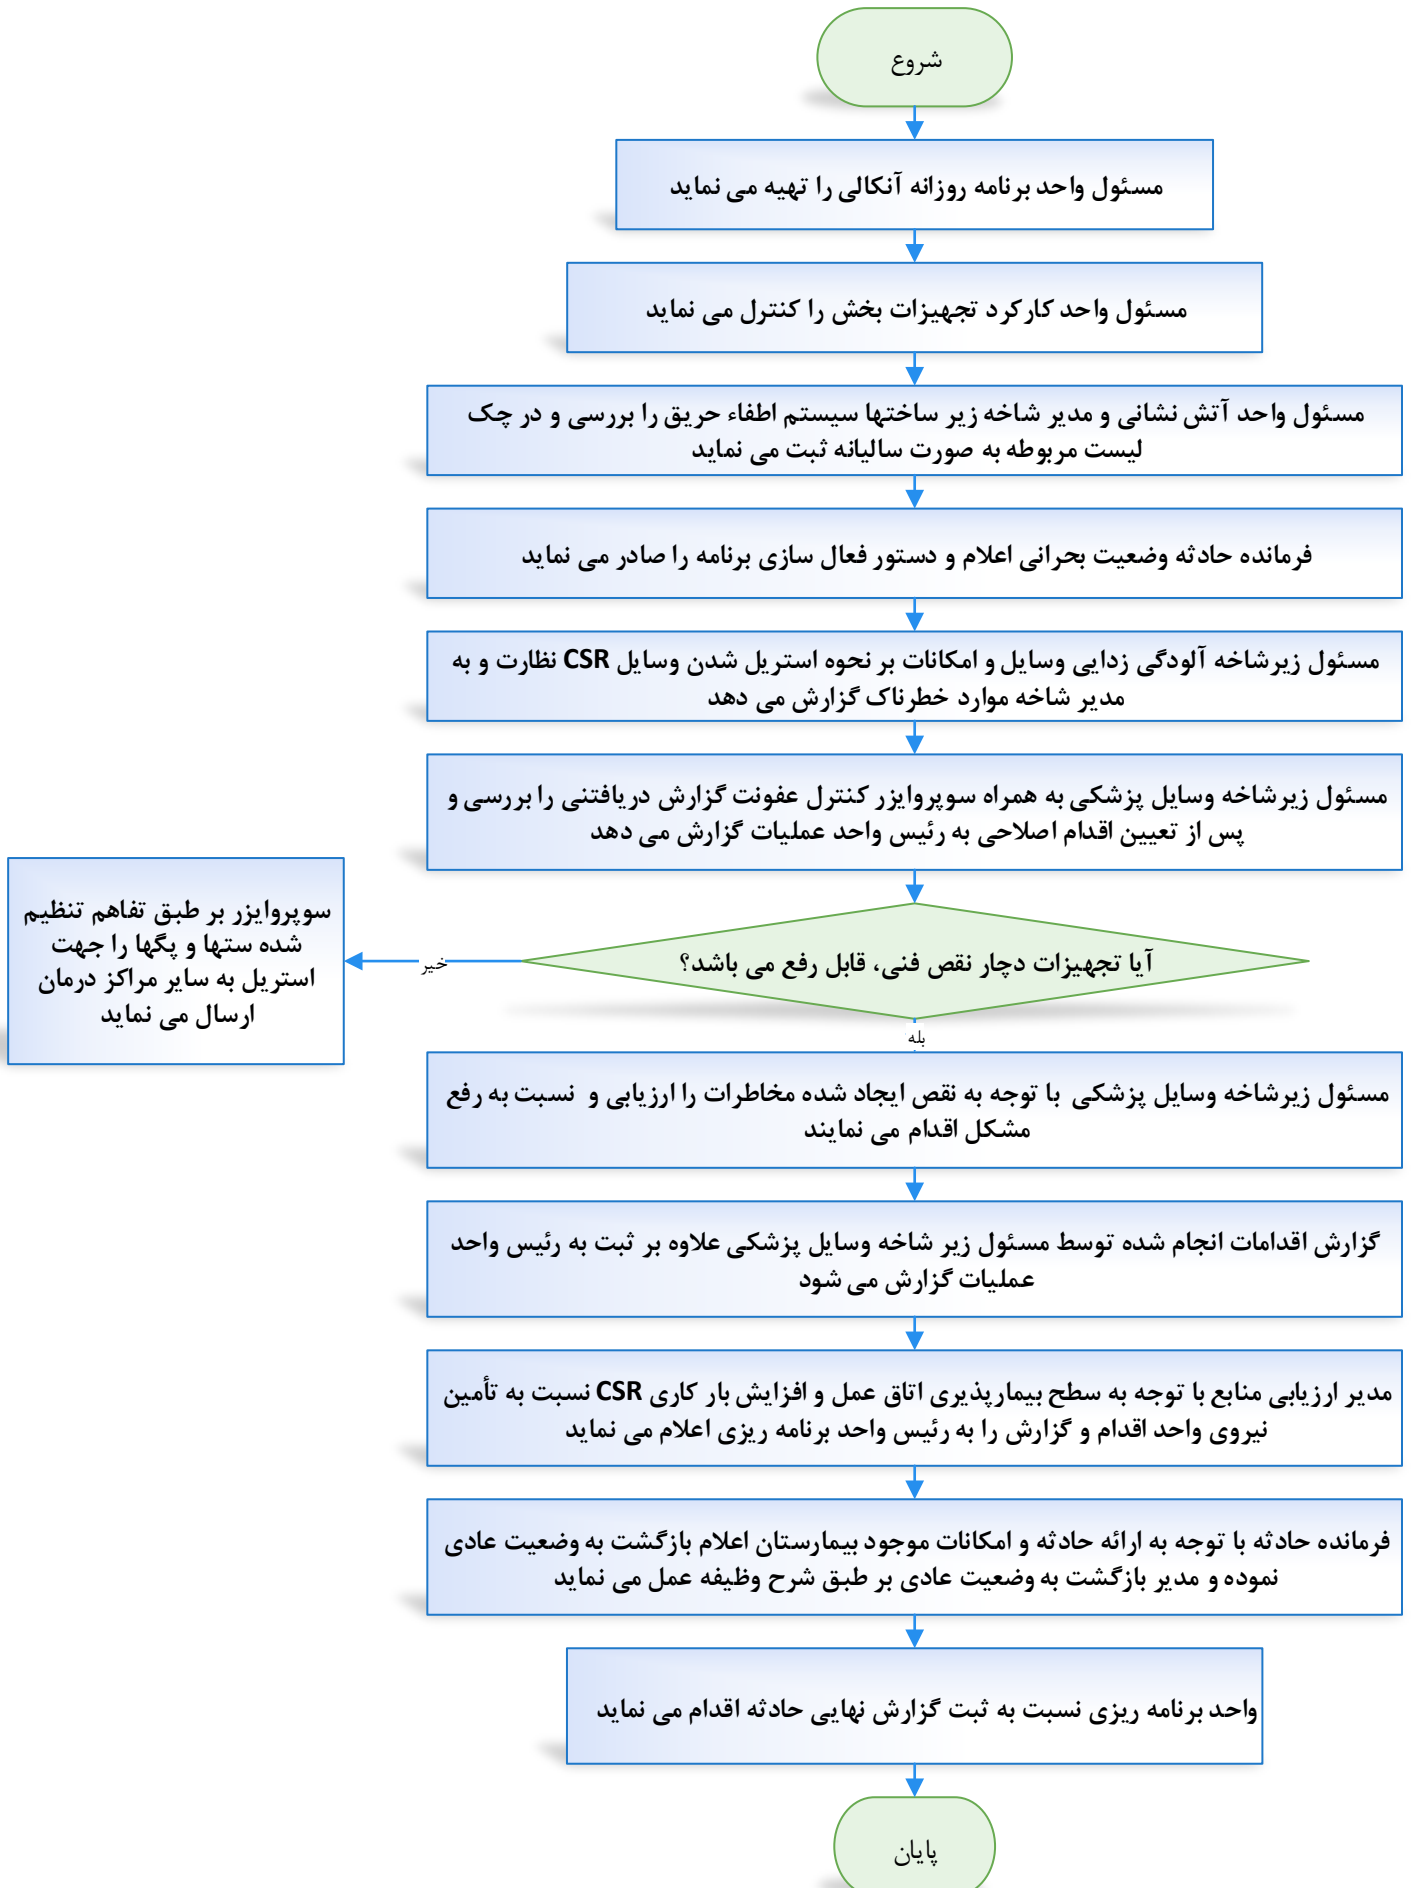 شروع
مسئول واحد برنامه روزانه آنکالی را تهیه می نماید
مسئول واحد کارکرد تجهیزات بخش را کنترل می نماید
مسئول واحد آتش نشانی و مدیر شاخه زیر ساختها سیستم اطفاء حریق را بررسی و در چک
لیست مربوطه به صورت سالیانه ثبت می نماید
فرمانده حادثه وضعیت بحرانی اعلام و دستور فعال سازی برنامه را صادر می نماید
مسئول زیرشاخه آلودگی زدایی وسایل و امکانات بر نحوه استریل شدن وسایل CSR نظارت و به
مدیر شاخه موارد خطرناک گزارش می دهد
مسئول زیرشاخه وسایل پزشکی به همراه سوپروایزر کنترل عفونت گزارش دریافتنی را بررسی و
پس از تعیین اقدام اصلاحی به رئیس واحد عملیات گزارش می دهد
آیا تجهیزات دچار نقص فنی، قابل رفع می باشد؟
خیر
سوپروایزر بر طبق تفاهم تنظیم
شده ستها و پگها را جهت
استریل به سایر مراکز درمان
ارسال می نماید
بله
مسئول زیرشاخه وسایل پزشکی با توجه به نقص ایجاد شده مخاطرات را ارزیابی و نسبت به رفع
مشکل اقدام می نمایند
گزارش اقدامات انجام شده توسط مسئول زیر شاخه وسایل پزشکی علاوه بر ثبت به رئیس واحد
عملیات گزارش می شود
مدیر ارزیابی منابع با توجه به سطح بیمارپذیری اتاق عمل و افزایش بار کاری CSR نسبت به تأمین
نیروی واحد اقدام و گزارش را به رئیس واحد برنامه ریزی اعلام می نماید
فرمانده حادثه با توجه به ارائه حادثه و امکانات موجود بیمارستان اعلام بازگشت به وضعیت عادی
نموده و مدیر بازگشت به وضعیت عادی بر طبق شرح وظیفه عمل می نماید
واحد برنامه ریزی نسبت به ثبت گزارش نهایی حادثه اقدام می نماید
پایان